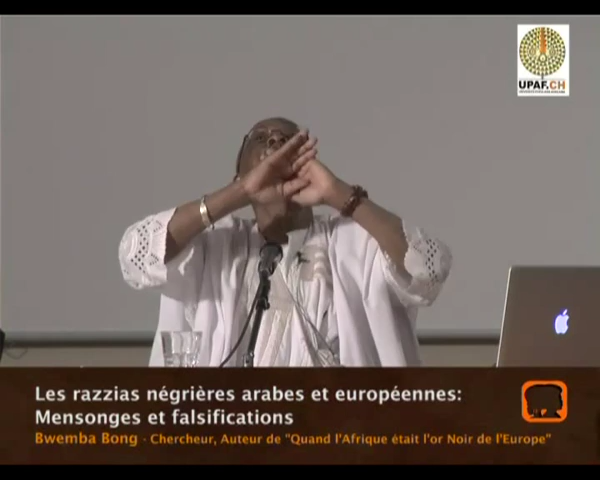 UPAF.CH
Les razzias négrières arabes et européennes:
Mensonges et falsifications
Bwemba Bong - Chercheur, Auteur de "Quand l'Afrique était l'or Noir de l'Europe"